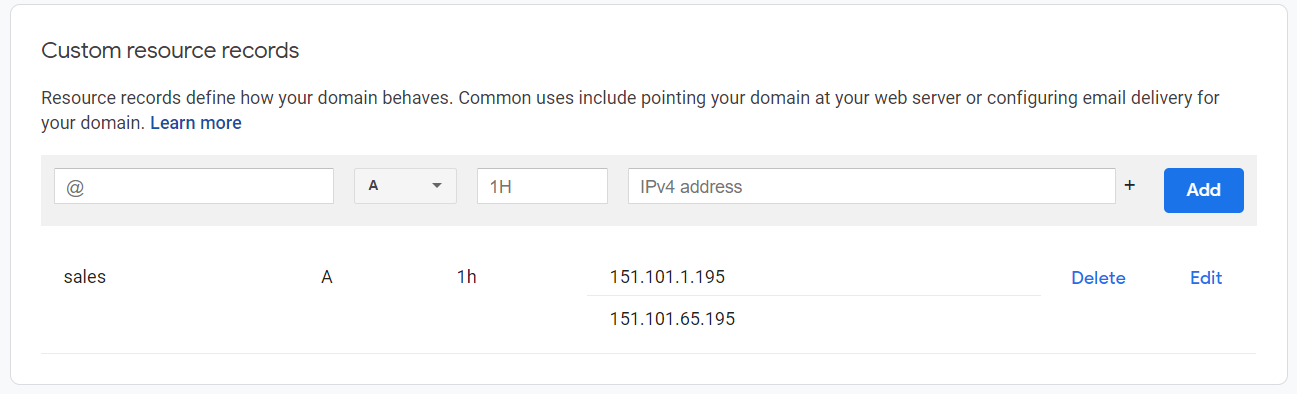 Custom resource records
Resource records define how your domain behaves. Common uses include pointing your domain at your web server or configuring email delivery for
your domain. Learn more
@ A 1H IPv4 address + Add
sales A 1h 151.101.1.195 Delete Edit
151.101.65.195